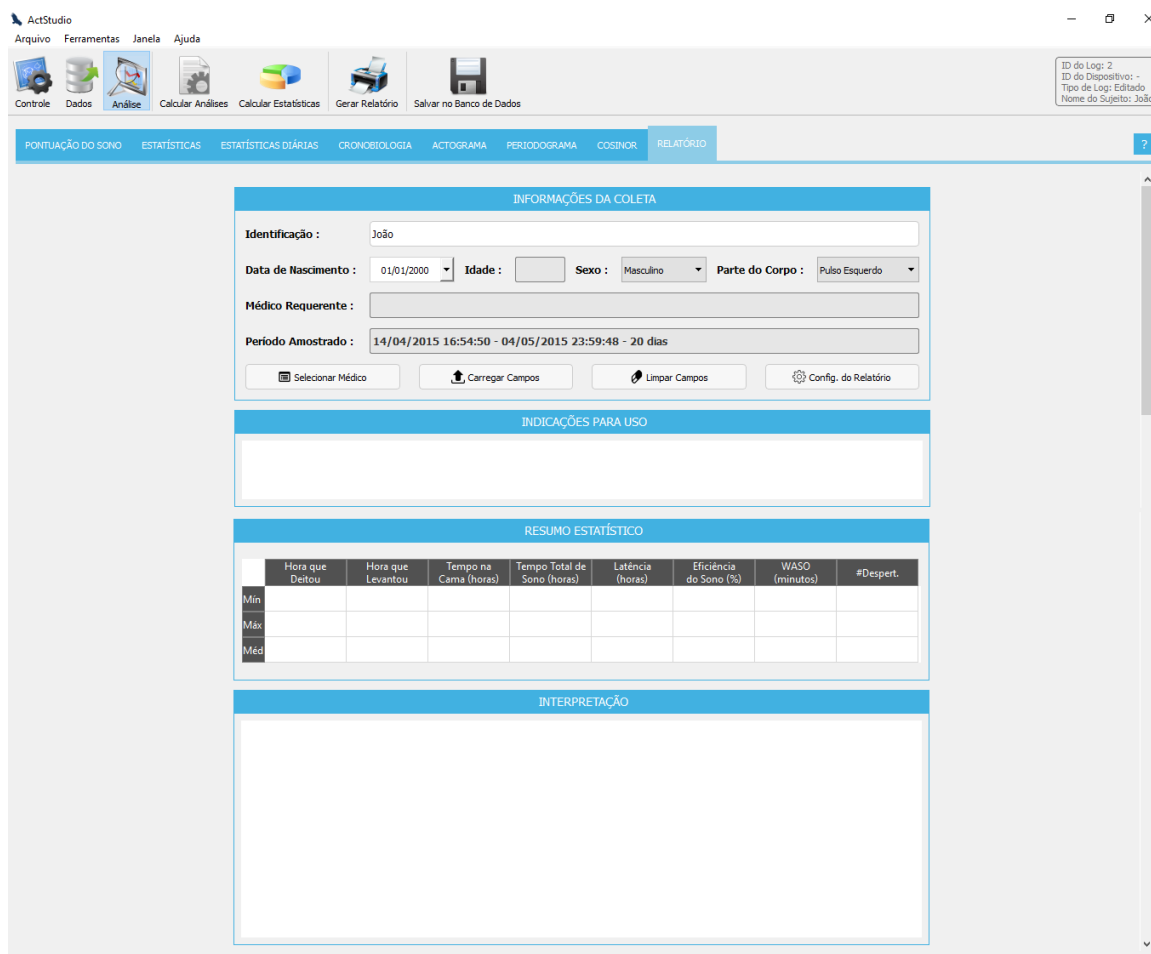 ActStudio
Arquivo Ferramentas Janela Ajuda
Controle Dados Análise Calcular Análises Calcular Estatísticas Gerar Relatório Salvar no Banco de Dados
ID do Log: 2
ID do Dispositivo: -
Tipo de Log: Editado
Nome do Sujeito: João
PONTUAÇÃO DO SONO ESTATÍSTICAS ESTATÍSTICAS DIÁRIAS CRONOBIOLOGIA ACTOGRAMA PERIODOGRAMA COSINOR RELATÓRIO ?
INFORMAÇÕES DA COLETA
Identificação : João
Data de Nascimento : 01/01/2000 Idade : Sexo : Masculino Parte do Corpo : Pulso Esquerdo
Médico Requerente :
Período Amostrado : 14/04/2015 16:54:50 - 04/05/2015 23:59:48 - 20 dias
Selecionar Médico Carregar Campos Limpar Campos Config. do Relatório
INDICAÇÕES PARA USO
RESUMO ESTATÍSTICO
Hora que Deitou Hora que Levantou Tempo na Cama (horas) Tempo Total de Sono (horas) Latência (horas) Eficiência do Sono (%) WASO (minutos) #Despert.
Mín
Máx
Méd
INTERPRETAÇÃO